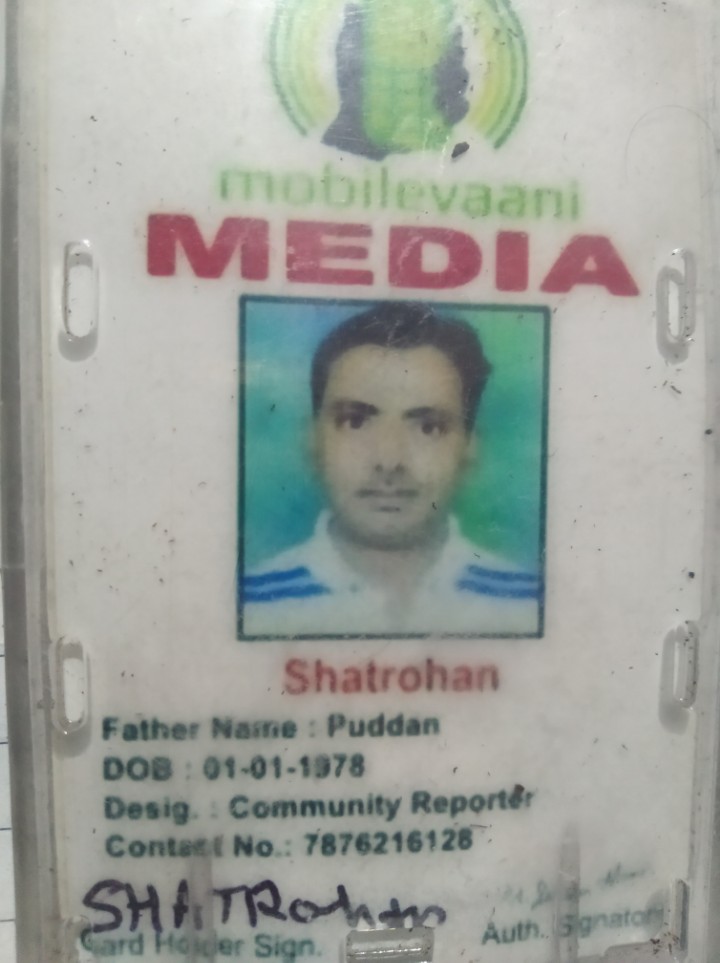 mobilevaani
MEDIA
Shatrohan
Father Name : Puddan
DOB : 01-01-1978
Desig. : Community Reporter
Contact No.: 7876216128
SHATRohan
Card Holder Sign.
Auth. Signatory